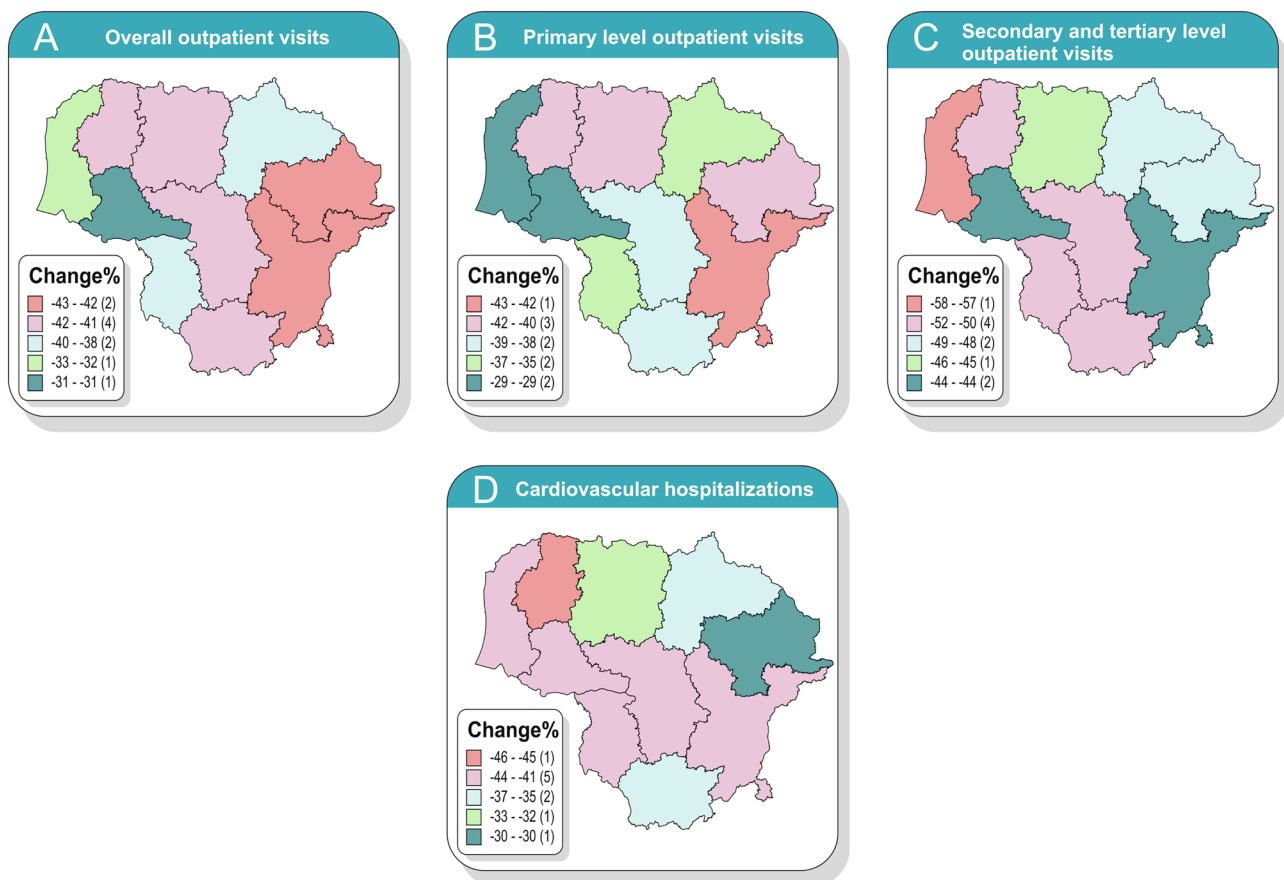 A Overall outpatient visits
Change%
-43 - -42 (2)
-42 - -41 (4)
-40 - -38 (2)
-33 - -32 (1)
-31 - -31 (1)
B Primary level outpatient visits
Change%
-43 - -42 (1)
-42 - -40 (3)
-39 - -38 (2)
-37 - -35 (2)
-29 - -29 (2)
C Secondary and tertiary level
outpatient visits
Change%
-58 - -57 (1)
-52 - -50 (4)
-49 - -48 (2)
-46 - -45 (1)
-44 - -44 (2)
D Cardiovascular hospitalizations
Change%
-46 - -45 (1)
-44 - -41 (5)
-37 - -35 (2)
-33 - -32 (1)
-30 - -30 (1)